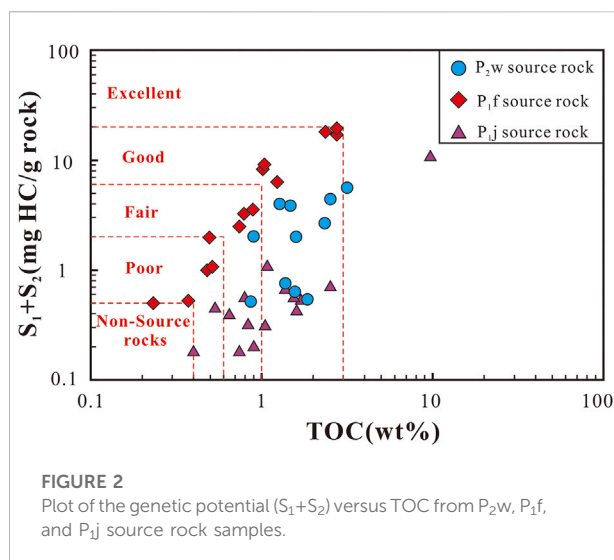 100
10
1
0.1
S₁+S₂(mg HC/g rock)
Excellent
Good
Fair
Poor
Non-Source
rocks
P₂w source rock
P₁f source rock
P₁j source rock
0.1
1
10
100
TOC(wt%)
FIGURE 2
Plot of the genetic potential (S₁+S₂) versus TOC from P₂w, P₁f,
and P₁j source rock samples.